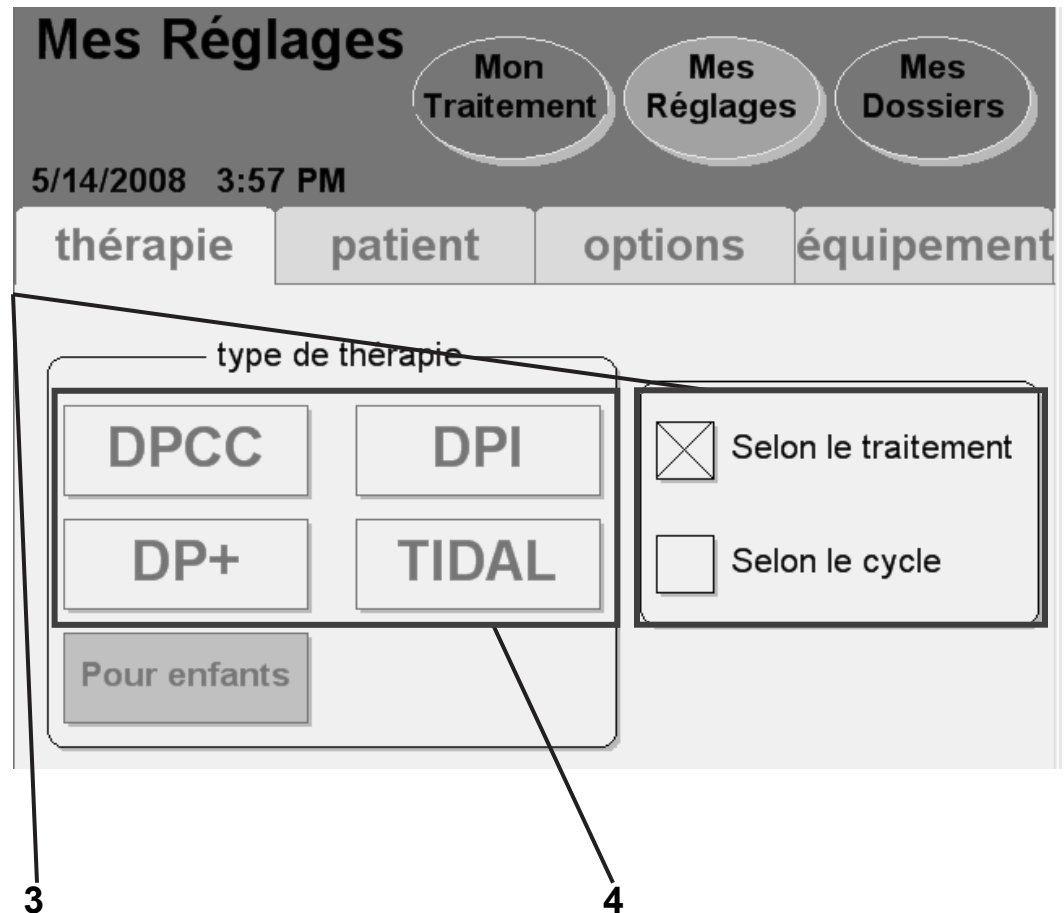 Mes Réglages
Mon
Traitement
Mes
Réglages
Mes
Dossiers
5/14/2008 3:57 PM
thérapie patient options équipement
type de thérapie
DPCC DPI
DP+ TIDAL
Pour enfants
Selon le traitement
Selon le cycle
3 4